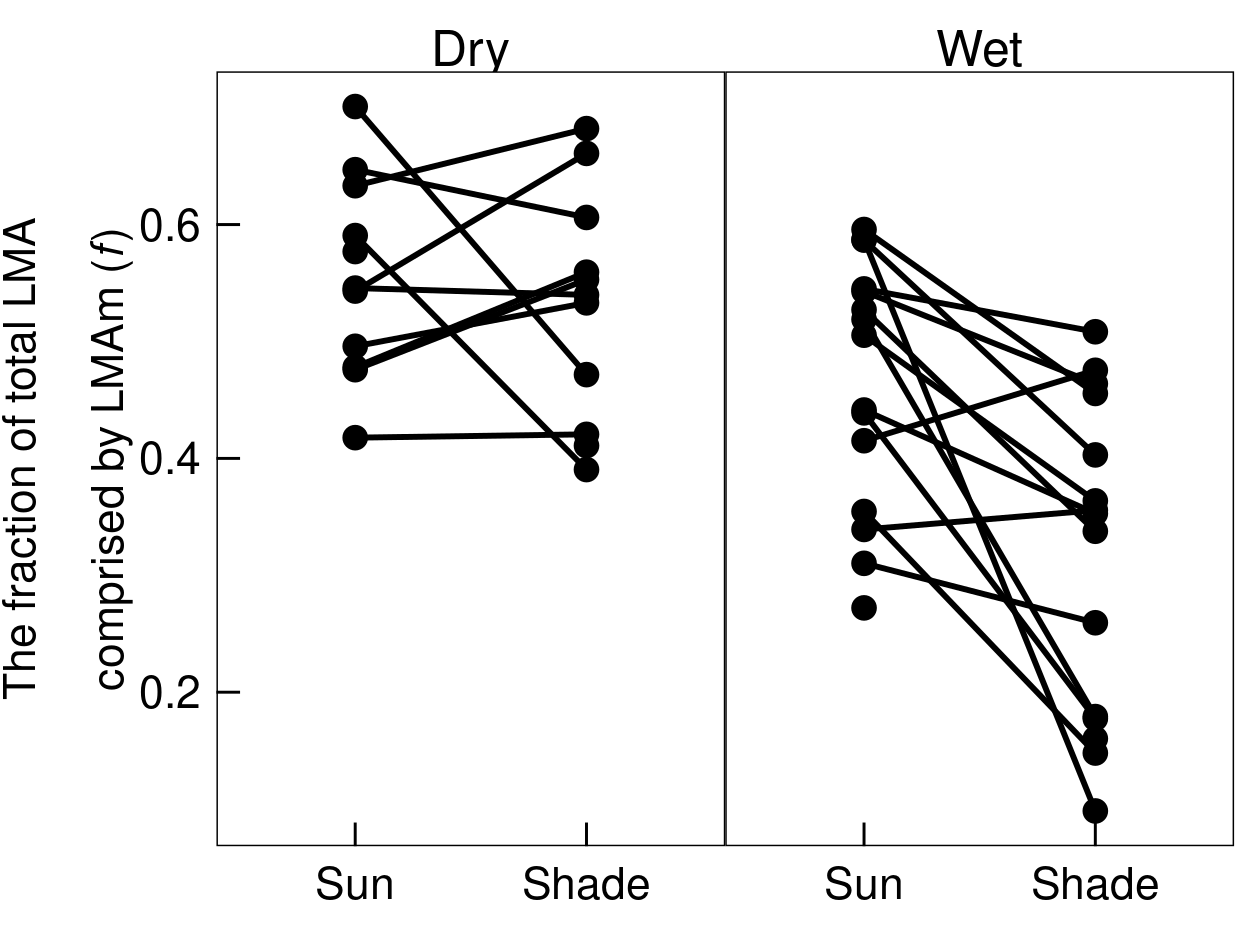 Dry
Wet
The fraction of total LMA
comprised by LMAm (f)
0.6
0.4
0.2
Sun
Shade
Sun
Shade